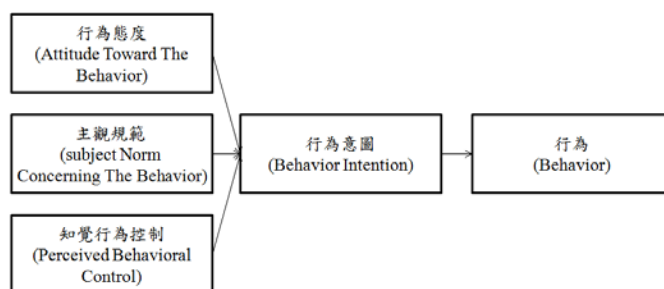 行為態度
(Attitude Toward The
Behavior)
主觀規範
(subject Norm
Concerning The Behavior)
知覺行為控制
(Perceived Behavioral
Control)
行為意圖
(Behavior Intention)
行為
(Behavior)